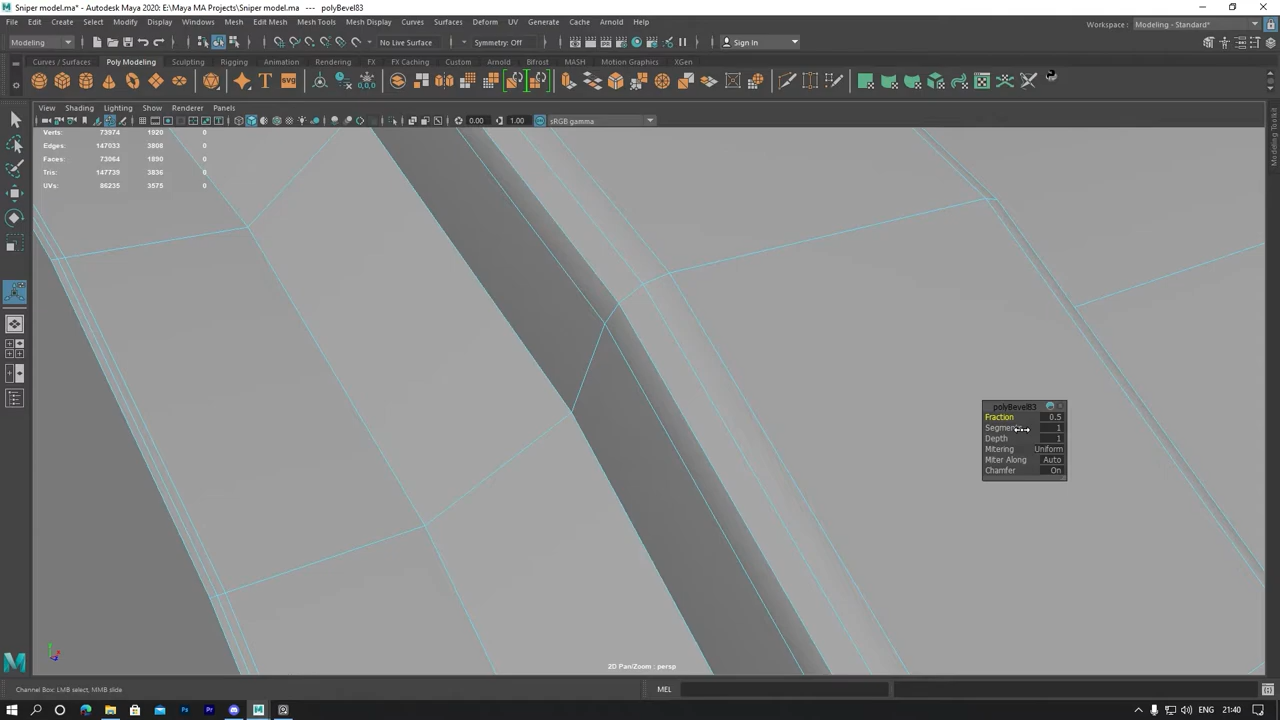 Sniper model.ma* - Autodesk Maya 2020: E:\Maya MA Projects\Sniper model.ma --- polyBevel83
File Edit Create Select Modify Display Windows Mesh Edit Mesh Mesh Tools Mesh Display Curves Surfaces Deform UV Generate Cache Arnold Help
Workspace : Modeling - Standard*
Modeling
No Live Surface
Symmetry: Off
Sign In
Curves / Surfaces Poly Modeling Sculpting Rigging Animation Rendering FX FX Caching Custom Arnold Bifrost MASH Motion Graphics XGen
View Shading Lighting Show Renderer Panels
0.00 1.00 sRGB gamma
Verts: 73974 1920 0
Edges: 147033 3808 0
Faces: 73064 1890 0
Tris: 147739 3836 0
UVs: 86235 3575 0
Modeling Toolkit
polyBevel83
Fraction 0.5
Segments 1
Depth 1
Mitering Uniform
Miter Along Auto
Chamfer On
2D Pan/Zoom : persp
Channel Box: LMB select, MMB slide
MEL
ENG 21:40